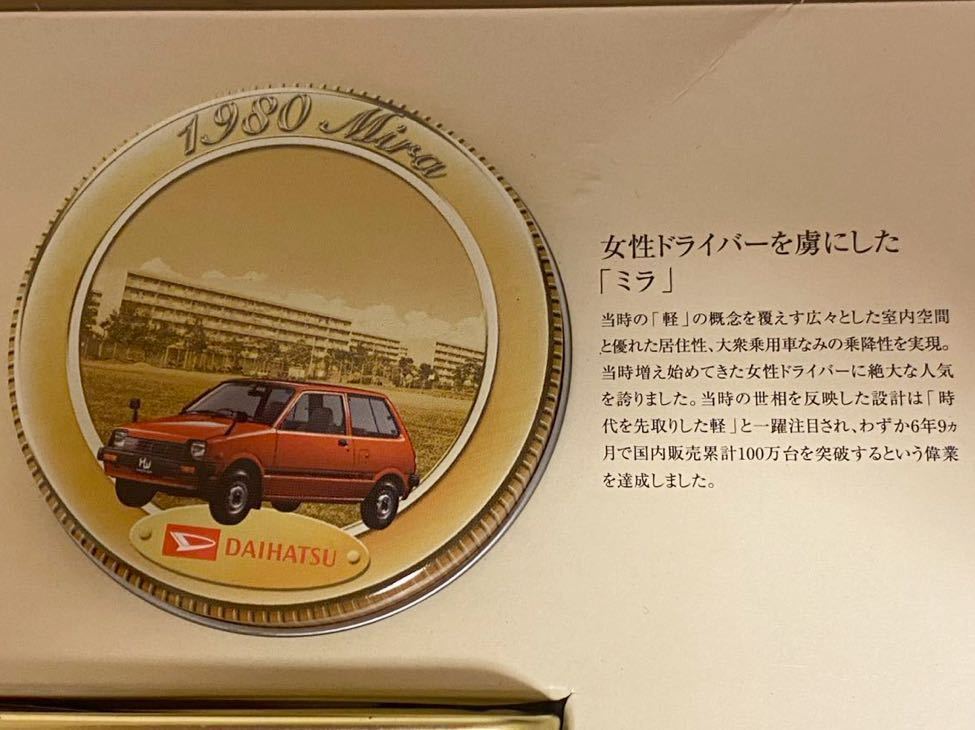 1980 Mira
DAIHATSU
女性ドライバーを虜にした
「ミラ」
当時の「軽」の概念を覆えす広々とした室内空間
と優れた居住性、大衆乗用車なみの乗降性を実現。
当時増え始めてきた女性ドライバーに絶大な人気
を誇りました。当時の世相を反映した設計は「時
代を先取りした軽」と一躍注目され、わずか6年9ヵ
月で国内販売累計100万台を突破するという偉業
を達成しました。